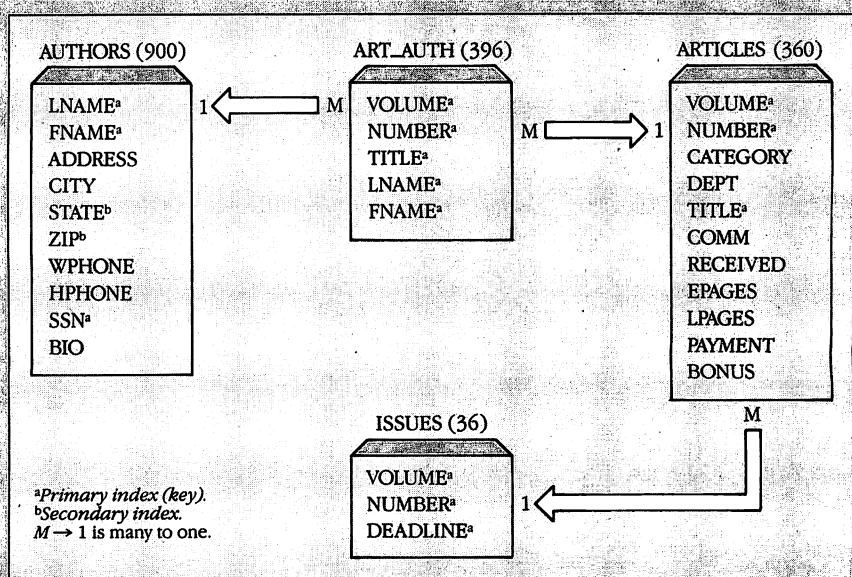 AUTHORS (900)
LNAMEª
FNAMEª
ADDRESS
CITY
STATEᵇ
ZIPᵇ
WPHONE
HPHONE
SSNª
BIO
1
M
ART_AUTH (396)
VOLUMEª
NUMBERª
TITLEª
LNAMEª
FNAMEª
M
1
ARTICLES (360)
VOLUMEª
NUMBERª
CATEGORY
DEPT
TITLEª
COMM
RECEIVED
EPAGES
LPAGES
PAYMENT
BONUS
M
ISSUES (36)
VOLUMEª
NUMBERª
DEADLINEª
1
ªPrimary index (key).
ᵇSecondary index.
M → 1 is many to one.